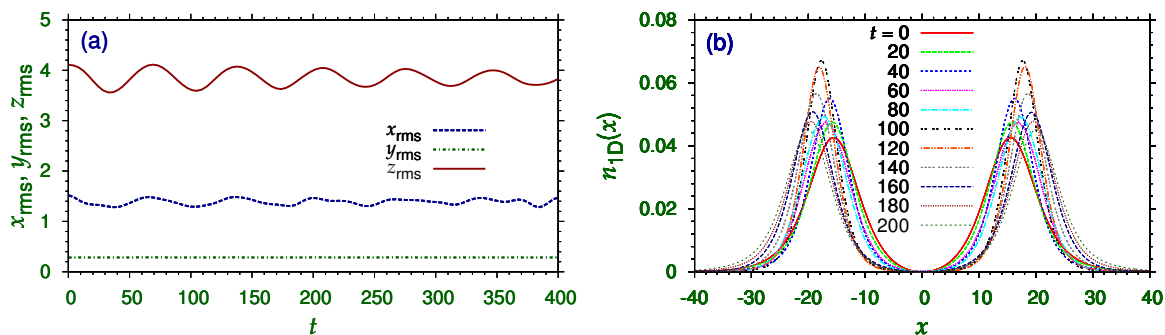 (a)
x_rms, y_rms, z_rms
5
4
3
2
1
0
x_rms
y_rms
z_rms
0 50 100 150 200 250 300 350 400
t
(b)
n_1D(x)
0.08
0.06
0.04
0.02
0
t = 0
20
40
60
80
100
120
140
160
180
200
-40 -30 -20 -10 0 10 20 30 40
x